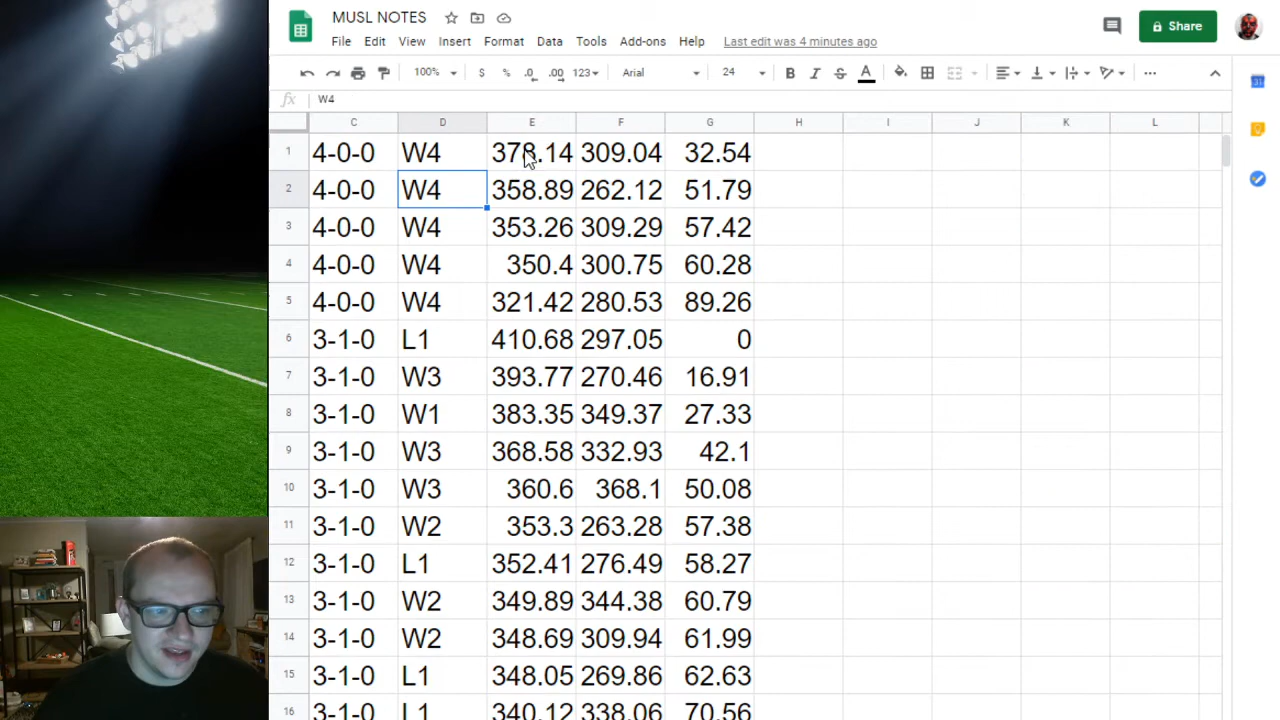 MUSL NOTES
File Edit View Insert Format Data Tools Add-ons Help Last edit was 4 minutes ago
Share
100% $ % .0 .00 123 Arial 24 B I S A
fx W4
C D E F G H I J K L
1 4-0-0 W4 378.14 309.04 32.54
2 4-0-0 W4 358.89 262.12 51.79
3 4-0-0 W4 353.26 309.29 57.42
4 4-0-0 W4 350.4 300.75 60.28
5 4-0-0 W4 321.42 280.53 89.26
6 3-1-0 L1 410.68 297.05 0
7 3-1-0 W3 393.77 270.46 16.91
8 3-1-0 W1 383.35 349.37 27.33
9 3-1-0 W3 368.58 332.93 42.1
10 3-1-0 W3 360.6 368.1 50.08
11 3-1-0 W2 353.3 263.28 57.38
12 3-1-0 L1 352.41 276.49 58.27
13 3-1-0 W2 349.89 344.38 60.79
14 3-1-0 W2 348.69 309.94 61.99
15 3-1-0 L1 348.05 269.86 62.63
16 3-1-0 L1 340.12 338.06 70.56